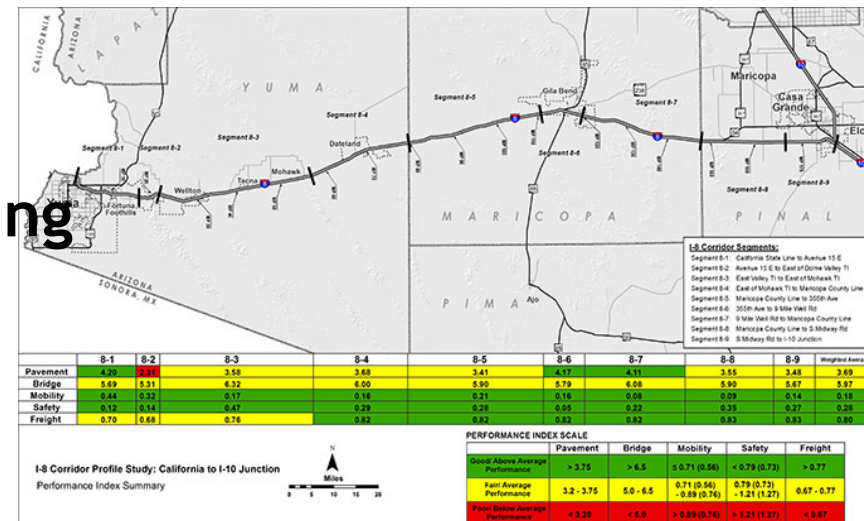 CALIFORNIA
ARIZONA
LA PAZ
YUMA
Maricopa
Casa
Grande
Gila Bend
Segment 8-1
Segment 8-2
Segment 8-3
Segment 8-4
Segment 8-5
Segment 8-6
Segment 8-7
Segment 8-8
Segment 8-9
Dateland
Mohawk
Tacna
Wellton
Fortuna
Foothills
Yuma
ng
MARICOPA
PINAL
PIMA
Ajo
ARIZONA
SONORA, MX
I-8 Corridor Segments:
Segment 8-1: California State Line to Avenue 15 E
Segment 8-2: Avenue 15 E to East of Dome Valley TI
Segment 8-3: East Valley TI to East of Mohawk TI
Segment 8-4: East of Mohawk TI to Maricopa County Line
Segment 8-5: Maricopa County Line to 355th Ave
Segment 8-6: 355th Ave to 9 Mile Well Rd
Segment 8-7: 9 Mile Well Rd to Maricopa County Line
Segment 8-8: Maricopa County Line to S Midway Rd
Segment 8-9: S Midway Rd to I-10 Junction
8-1 8-2 8-3 8-4 8-5 8-6 8-7 8-8 8-9 Weighted Average
Pavement 4.20 2.31 3.58 3.68 3.41 4.17 4.11 3.55 3.48 3.69
Bridge 5.69 5.31 6.32 6.00 5.90 5.79 6.08 5.90 5.67 5.97
Mobility 0.44 0.32 0.17 0.16 0.21 0.16 0.08 0.09 0.14 0.18
Safety 0.12 0.14 0.47 0.29 0.28 0.05 0.22 0.35 0.27 0.28
Freight 0.70 0.68 0.76 0.82 0.82 0.82 0.82 0.83 0.83 0.80
I-8 Corridor Profile Study: California to I-10 Junction
Performance Index Summary
N
Miles
0 5 10 20
PERFORMANCE INDEX SCALE
Pavement Bridge Mobility Safety Freight
Good/ Above Average
Performance > 3.75 > 6.5 ≤ 0.71 (0.56) < 0.79 (0.73) > 0.77
Fair/ Average
Performance 3.2 - 3.75 5.0 - 6.5 0.71 (0.56)
- 0.89 (0.76) 0.79 (0.73)
- 1.21 (1.27) 0.67 - 0.77
Poor/ Below Average
Performance < 3.20 < 5.0 > 0.89 (0.76) > 1.21 (1.27) < 0.67